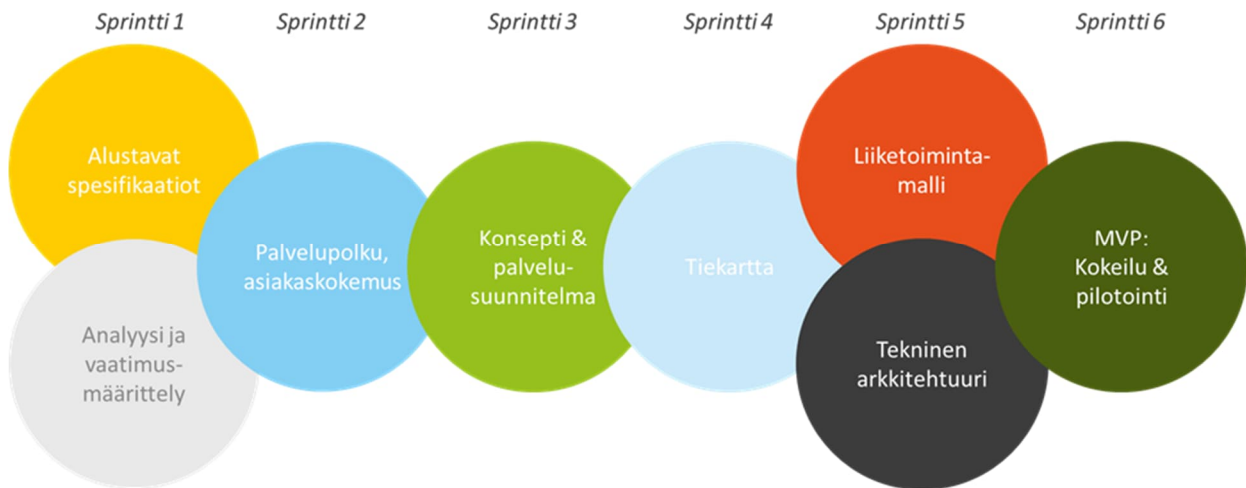 Sprintti 1
Sprintti 2
Sprintti 3
Sprintti 4
Sprintti 5
Sprintti 6
Alustavat
spesifikaatiot
Analyysi ja
vaatimus-
määrittely
Palvelupolku,
asiakaskokemus
Konsepti &
palvelu-
suunnitelma
Tiekartta
Liiketoiminta-
malli
Tekninen
arkkitehtuuri
MVP:
Kokeilu &
pilotointi